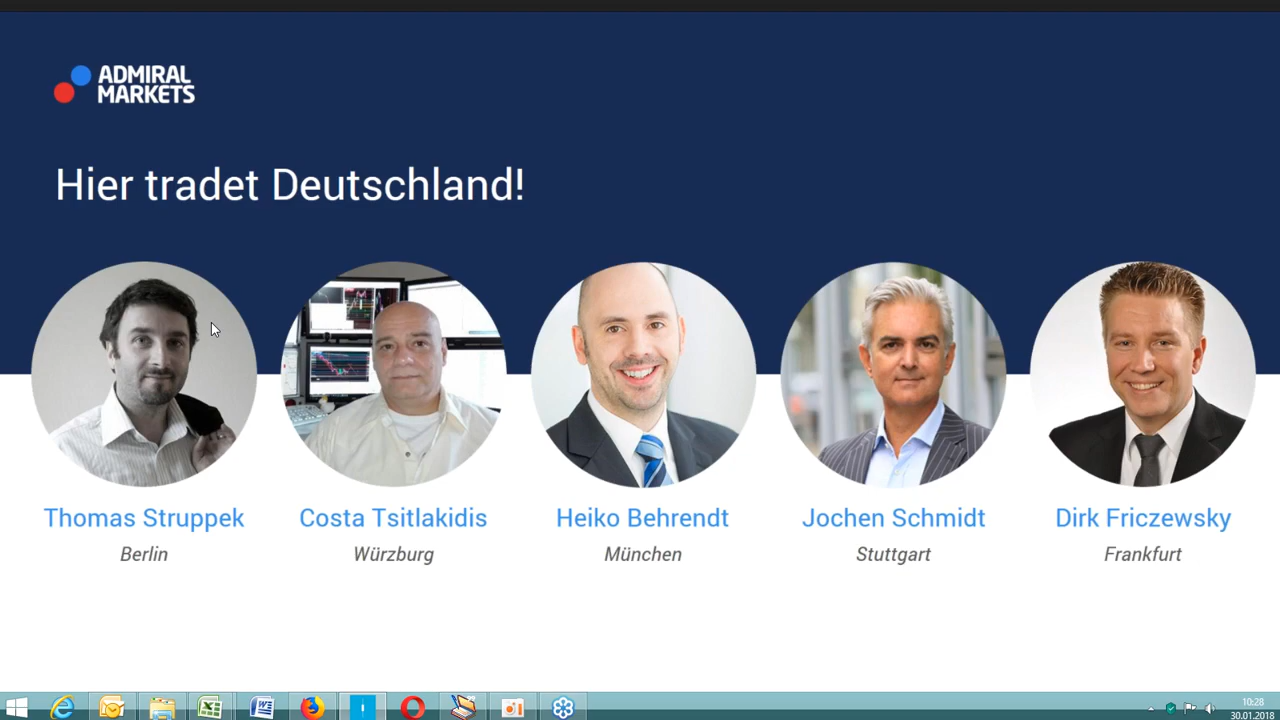 ADMIRAL
MARKETS
Hier tradet Deutschland!
Thomas Struppek
Berlin
Costa Tsitlakidis
Würzburg
Heiko Behrendt
München
Jochen Schmidt
Stuttgart
Dirk Friczewsky
Frankfurt
10:28
30.01.2018